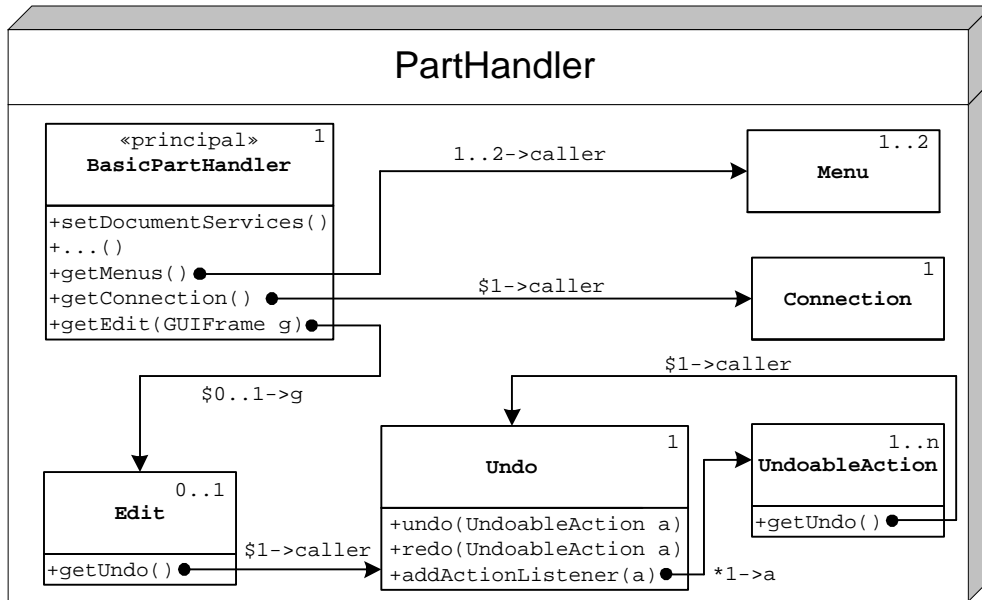 PartHandler
«principal» 1
BasicPartHandler
+setDocumentServices()
+...()
+getMenus()
+getConnection()
+getEdit(GUIFrame g)
1..2->caller
1..2
Menu
$1->caller
1
Connection
$1->caller
$0..1->g
0..1
Edit
+getUndo()
$1->caller
1
Undo
+undo(UndoableAction a)
+redo(UndoableAction a)
+addActionListener(a)
*1->a
1..n
UndoableAction
+getUndo()